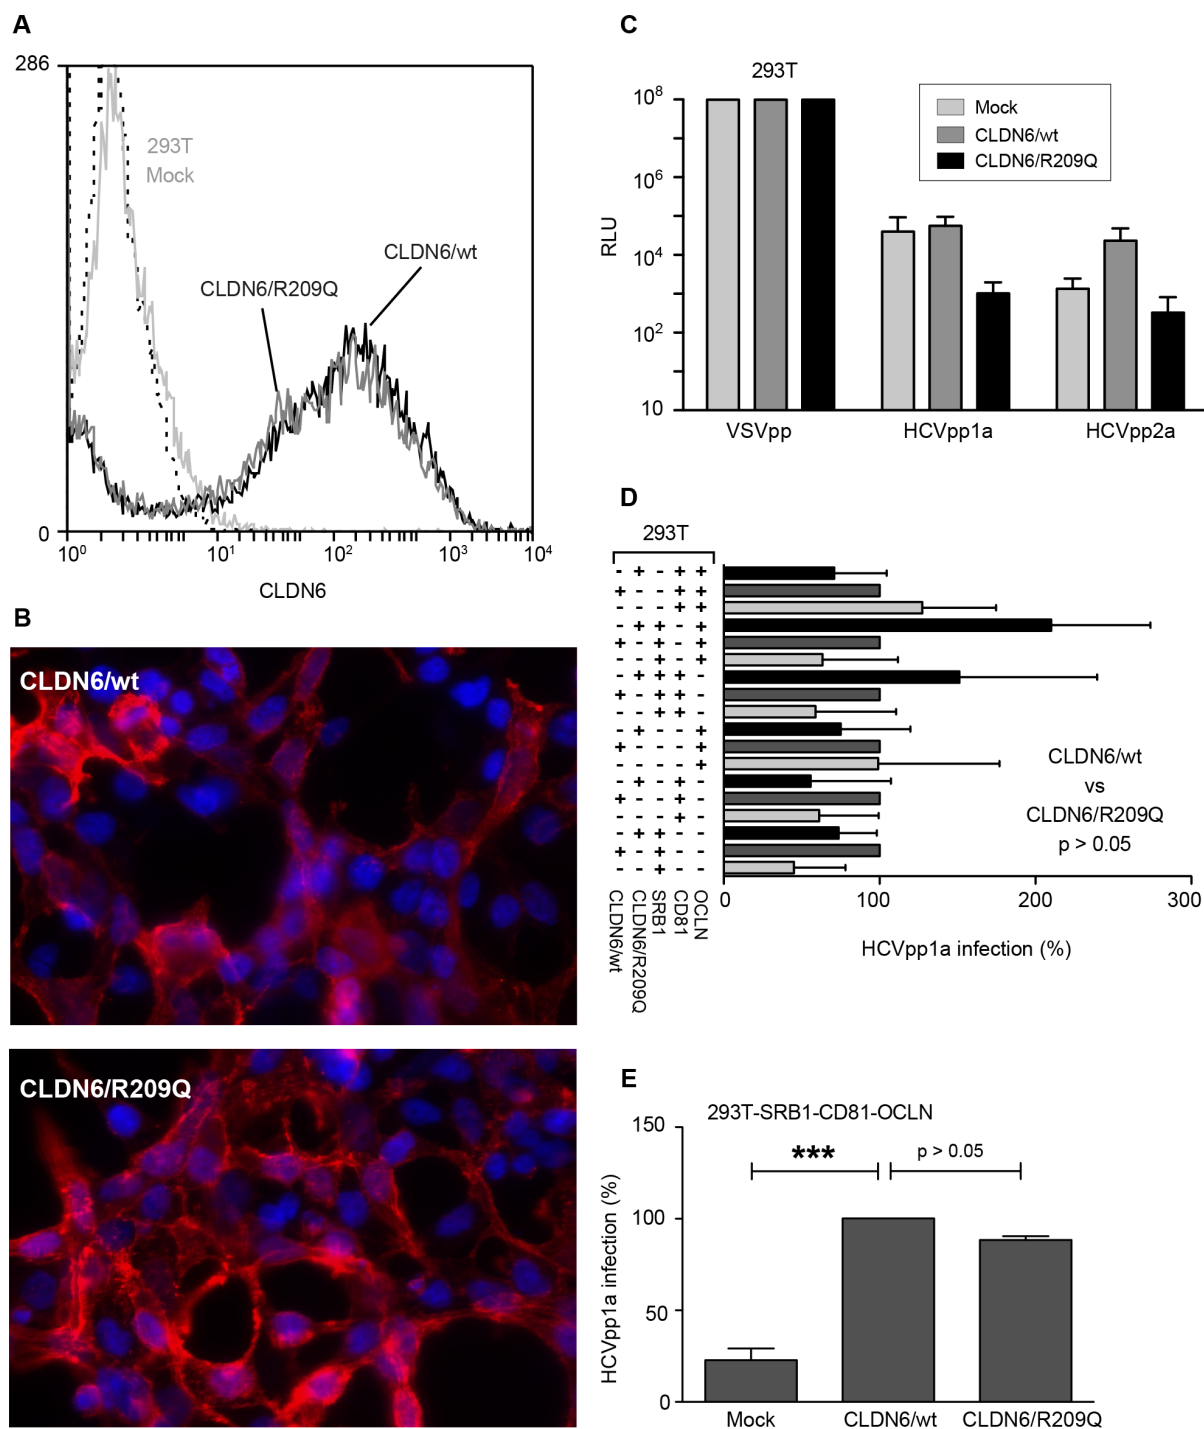 A
286
293T
Mock
CLDN6/wt
CLDN6/R209Q
0
10⁰ 10¹ 10² 10³ 10⁴
CLDN6
B
CLDN6/wt
CLDN6/R209Q
C
293T
Mock
CLDN6/wt
CLDN6/R209Q
RLU
10⁸
10⁶
10⁴
10²
10
VSVpp HCVpp1a HCVpp2a
D
293T
- + - + +
+ - - + +
- - - + +
- + + - +
+ - + - +
- - + - +
- + + + -
+ - + + -
- - + + -
- + - - +
+ - - - +
- - - - +
- + - + -
+ - - + -
- - - + -
- + + - -
+ - + - -
- - + - -
CLDN6/wt
CLDN6/R209Q
SRB1
CD81
OCLN
CLDN6/wt
vs
CLDN6/R209Q
p > 0.05
0 100 200 300
HCVpp1a infection (%)
E
293T-SRB1-CD81-OCLN
*** p > 0.05
HCVpp1a infection (%)
150
100
50
0
Mock CLDN6/wt CLDN6/R209Q